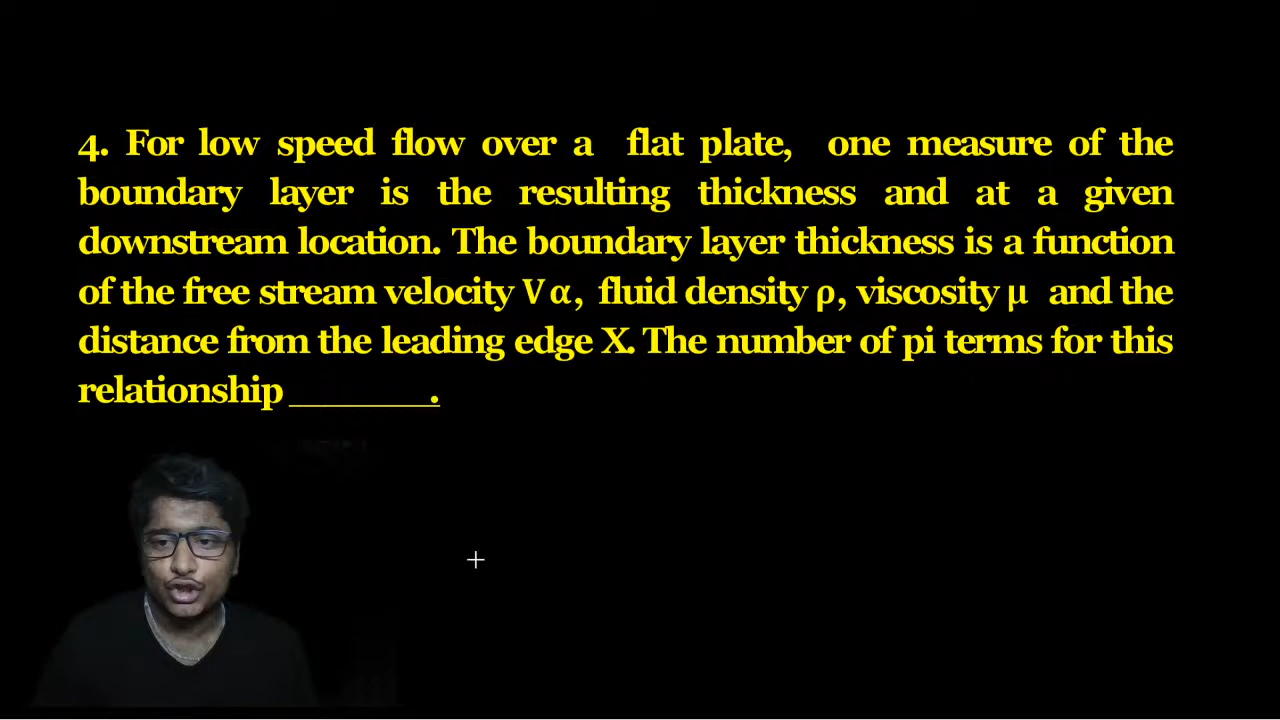 4. For low speed flow over a flat plate, one measure of the
boundary layer is the resulting thickness and at a given
downstream location. The boundary layer thickness is a function
of the free stream velocity Vα, fluid density ρ, viscosity μ and the
distance from the leading edge X. The number of pi terms for this
relationship ________.